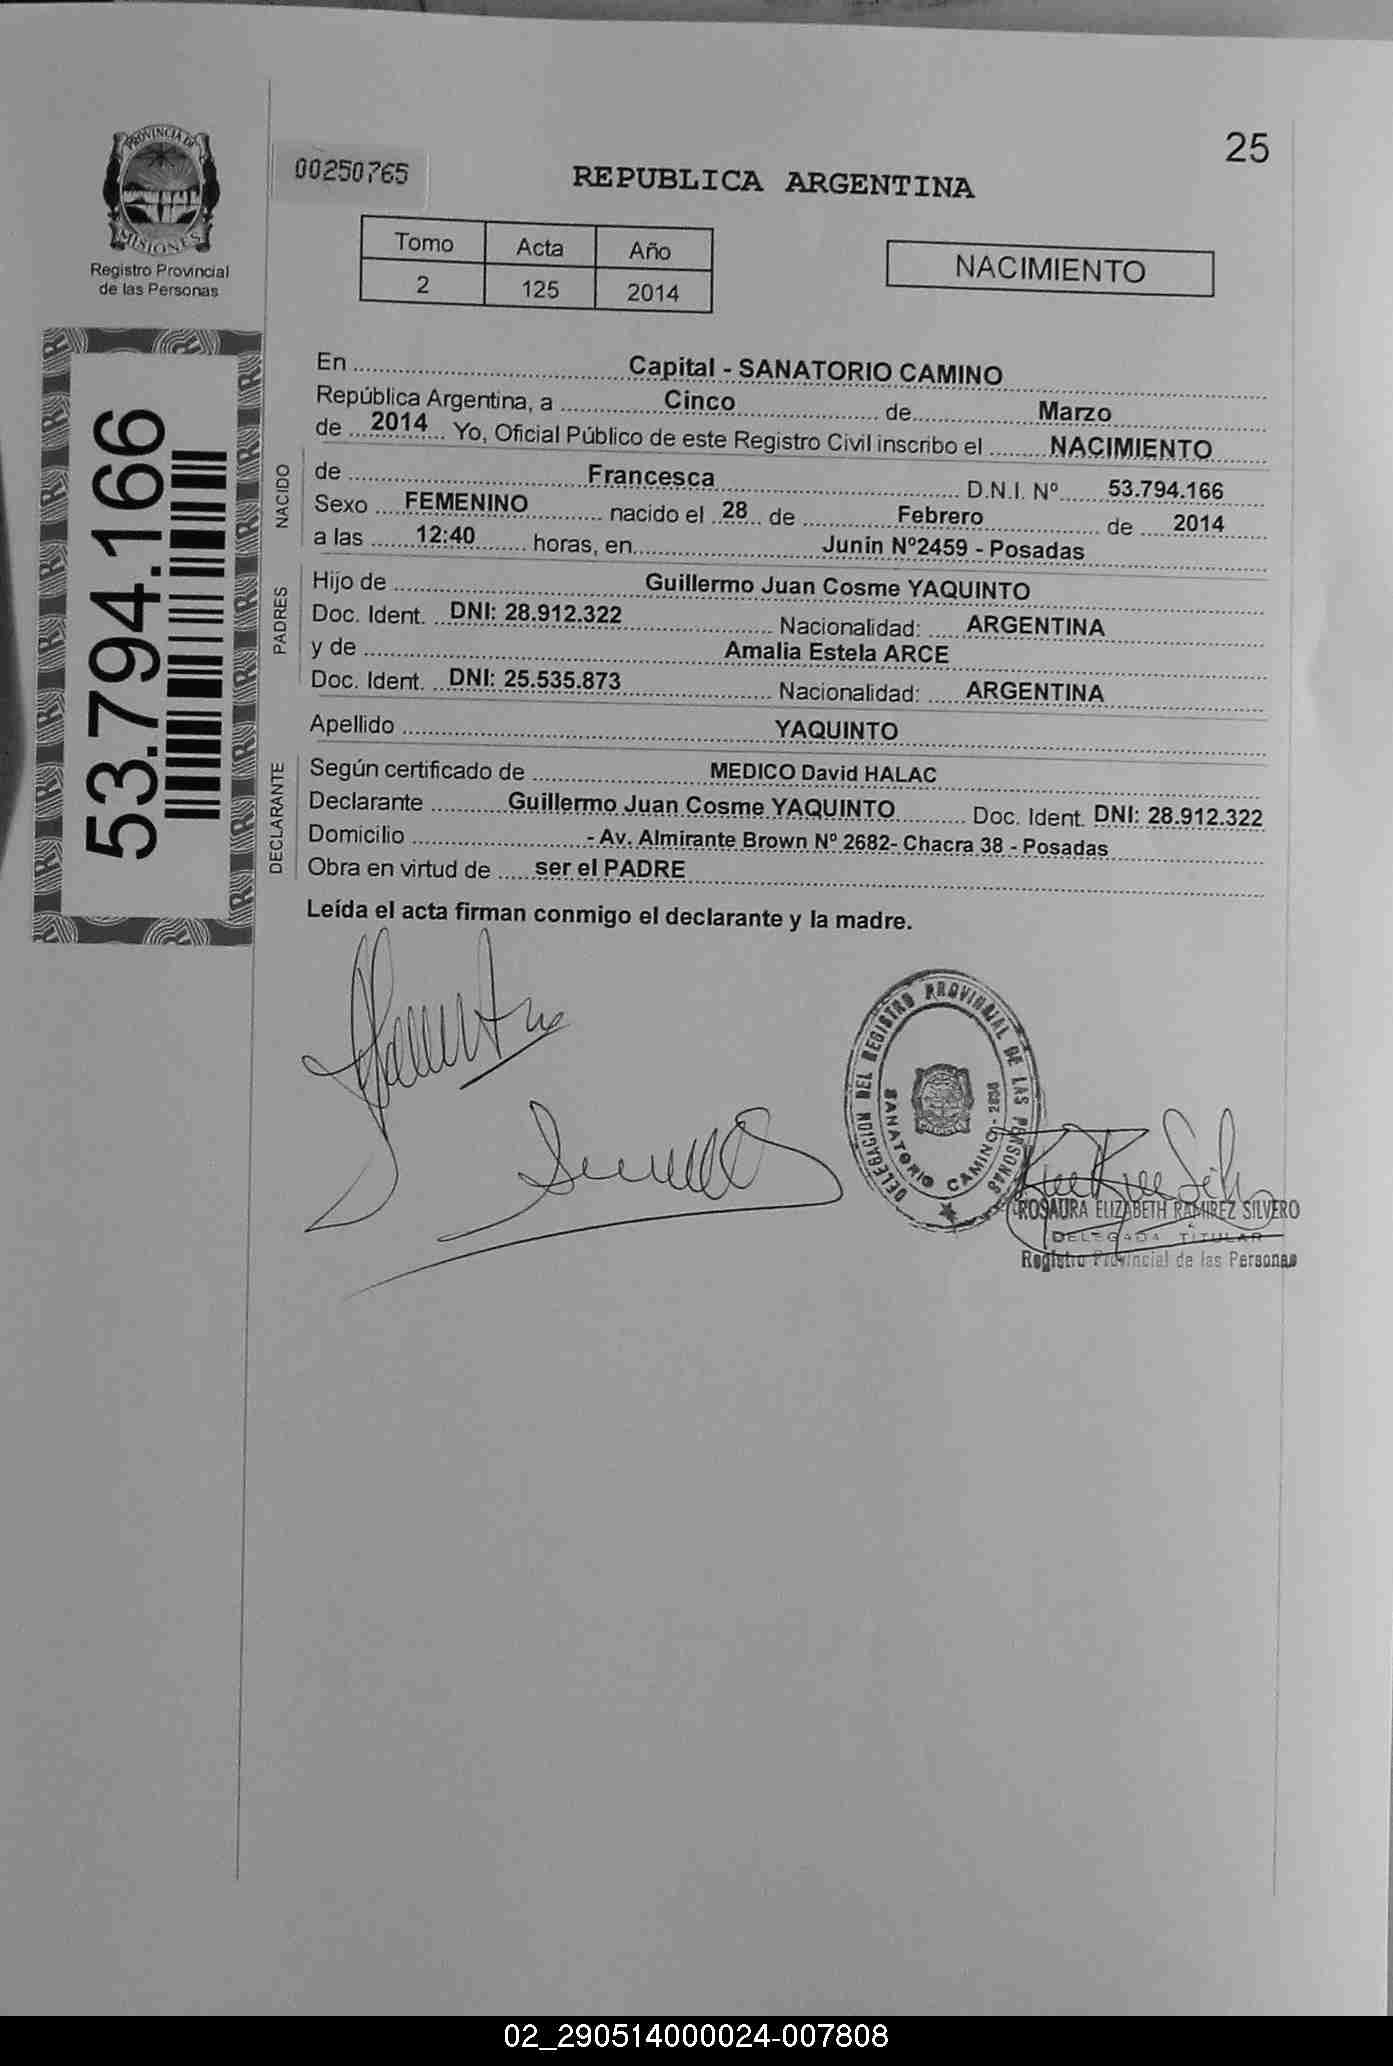 25
PROVINCIA DE
MISIONES
Registro Provincial
de las Personas
00250765
REPUBLICA ARGENTINA
Tomo Acta Año
2 125 2014
NACIMIENTO
53.794.166
En Capital - SANATORIO CAMINO
República Argentina, a Cinco de Marzo
de 2014 Yo, Oficial Público de este Registro Civil inscribo el NACIMIENTO
NACIDO
de Francesca D.N.I. Nº 53.794.166
Sexo FEMENINO nacido el 28 de Febrero de 2014
a las 12:40 horas, en Junin Nº2459 - Posadas
PADRES
Hijo de Guillermo Juan Cosme YAQUINTO
Doc. Ident. DNI: 28.912.322 Nacionalidad: ARGENTINA
y de Amalia Estela ARCE
Doc. Ident. DNI: 25.535.873 Nacionalidad: ARGENTINA
Apellido YAQUINTO
DECLARANTE
Según certificado de MEDICO David HALAC
Declarante Guillermo Juan Cosme YAQUINTO Doc. Ident. DNI: 28.912.322
Domicilio - Av. Almirante Brown Nº 2682- Chacra 38 - Posadas
Obra en virtud de ser el PADRE
Leída el acta firman conmigo el declarante y la madre.
DELEGACION DEL REGISTRO PROVINCIAL DE LAS PERSONAS
SANATORIO CAMINO - 2830
ROSAURA ELIZABETH RAMIREZ SILVERO
DELEGADA TITULAR
Registro Provincial de las Personas
02_290514000024-007808